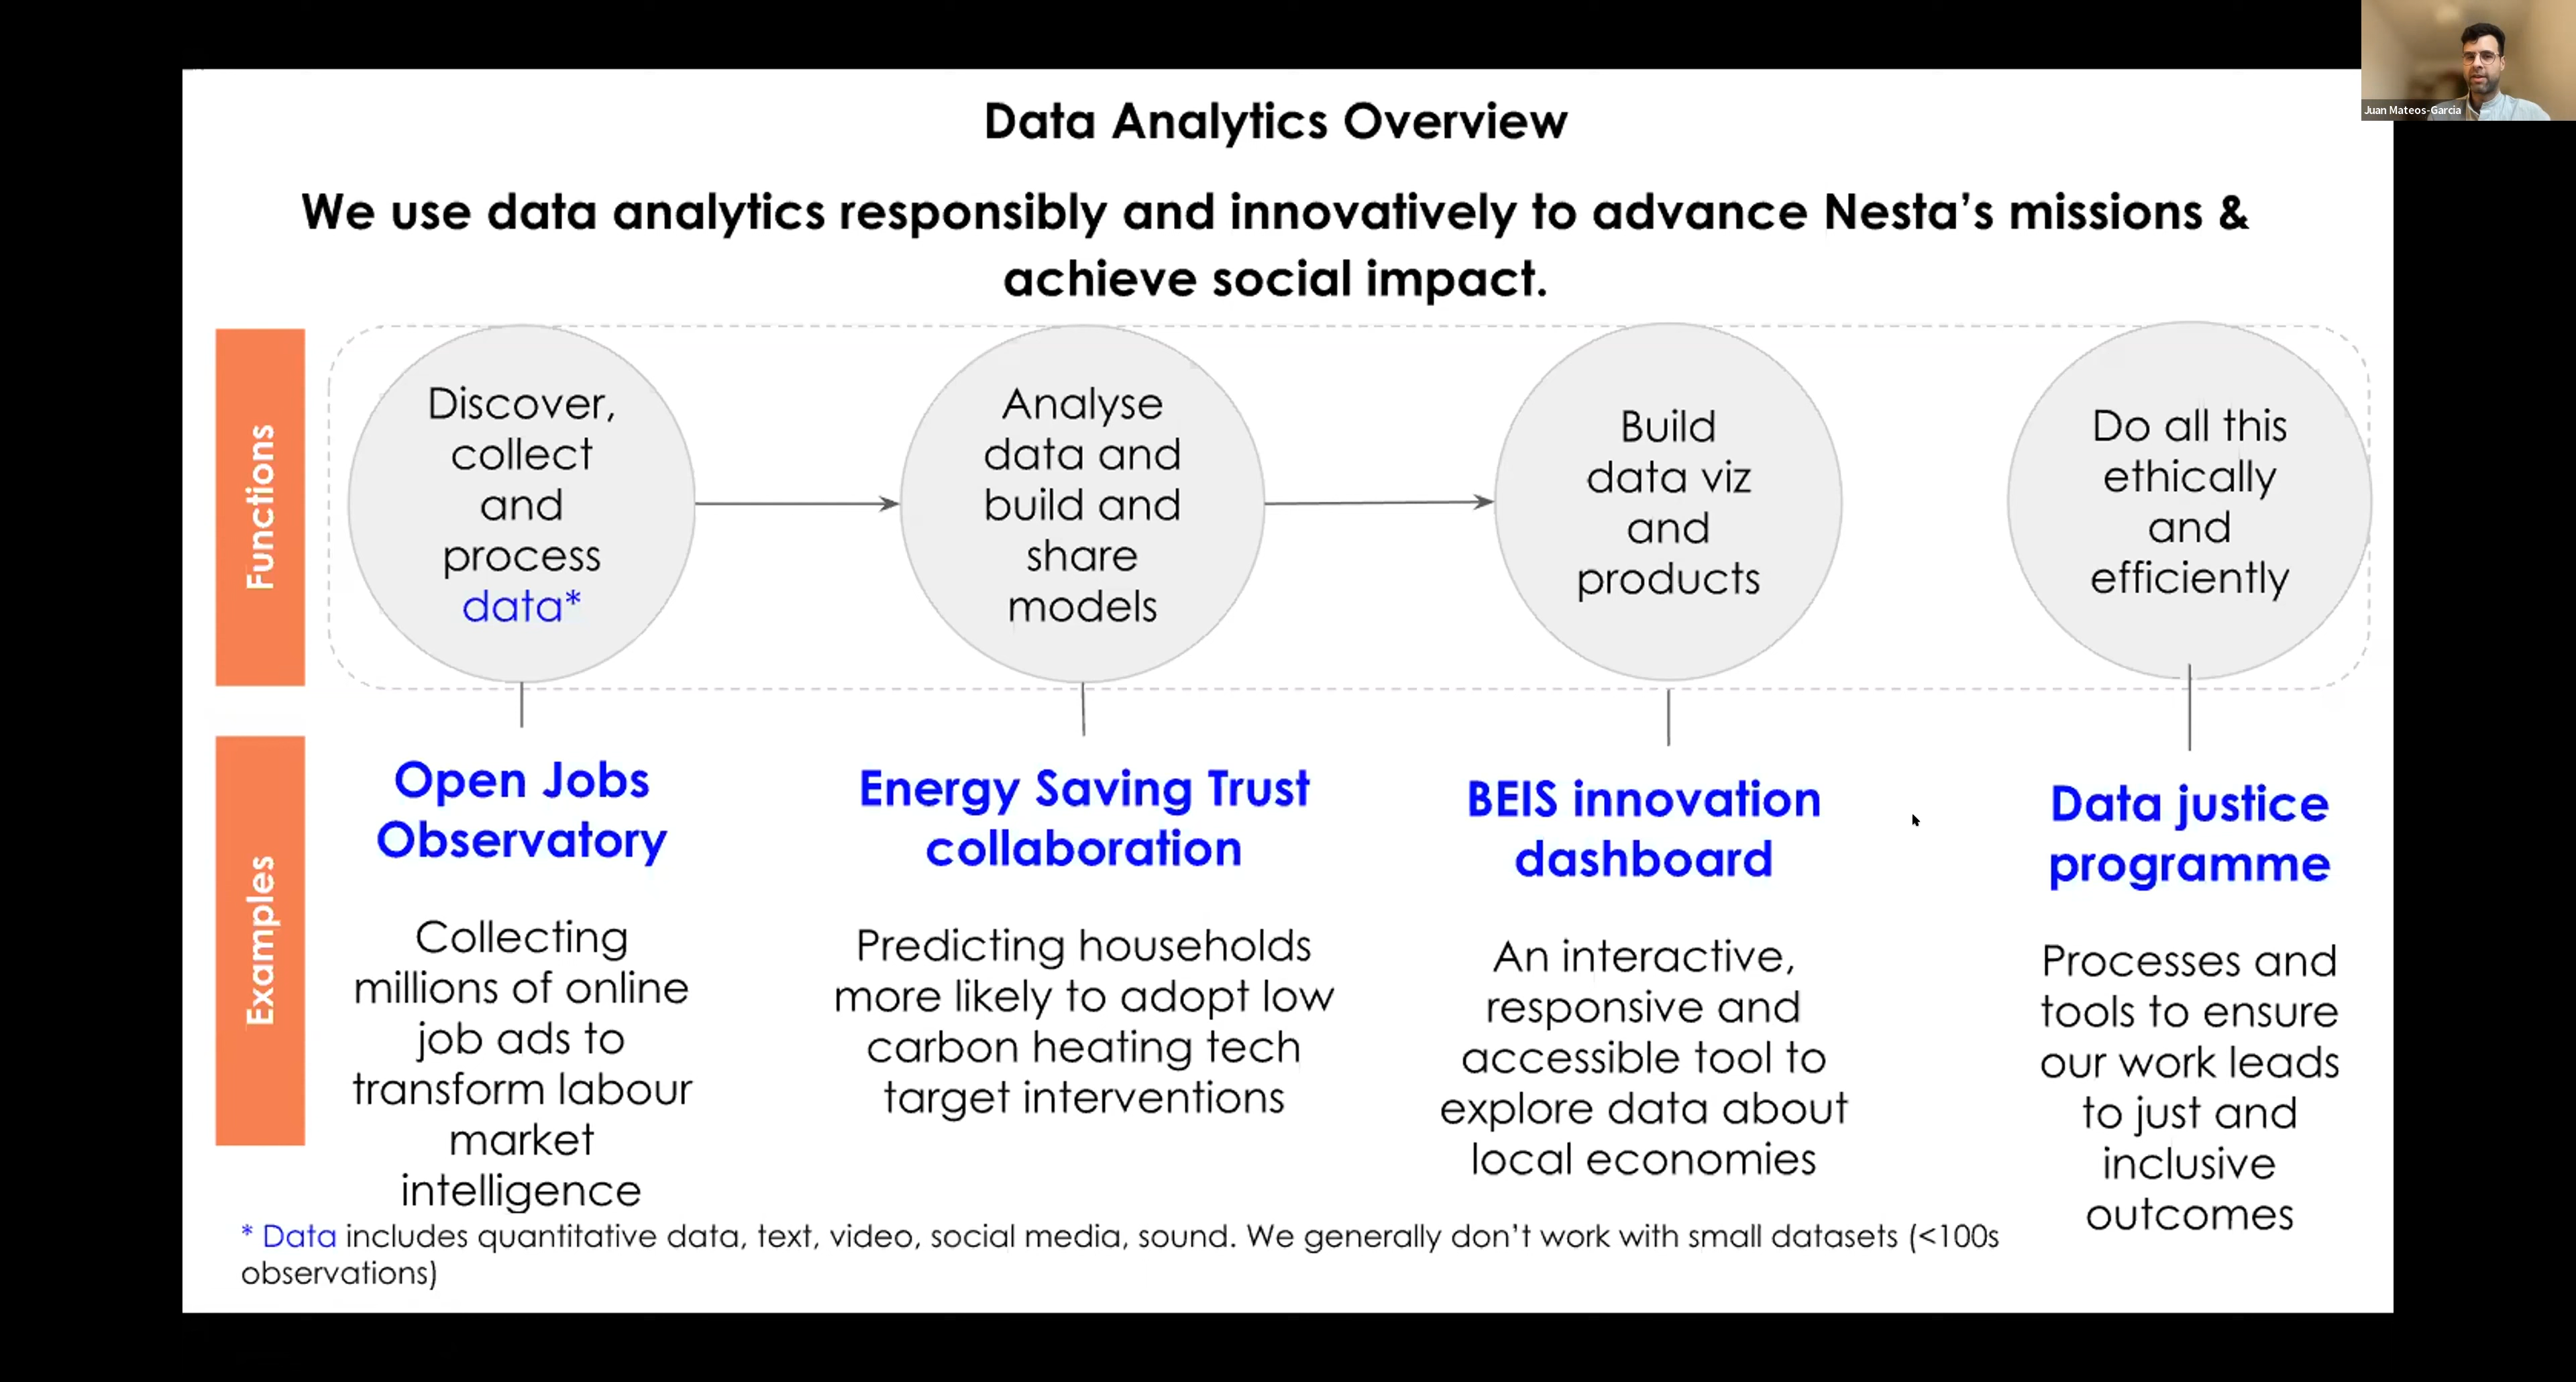 Juan Mateos-Garcia
Data Analytics Overview
We use data analytics responsibly and innovatively to advance Nesta's missions &
achieve social impact.
Functions
Discover,
collect
and
process
data*
Analyse
data and
build and
share
models
Build
data viz
and
products
Do all this
ethically
and
efficiently
Examples
Open Jobs
Observatory
Collecting
millions of online
job ads to
transform labour
market
intelligence
Energy Saving Trust
collaboration
Predicting households
more likely to adopt low
carbon heating tech
target interventions
BEIS innovation
dashboard
An interactive,
responsive and
accessible tool to
explore data about
local economies
Data justice
programme
Processes and
tools to ensure
our work leads
to just and
inclusive
outcomes
* Data includes quantitative data, text, video, social media, sound. We generally don't work with small datasets (<100s
observations)